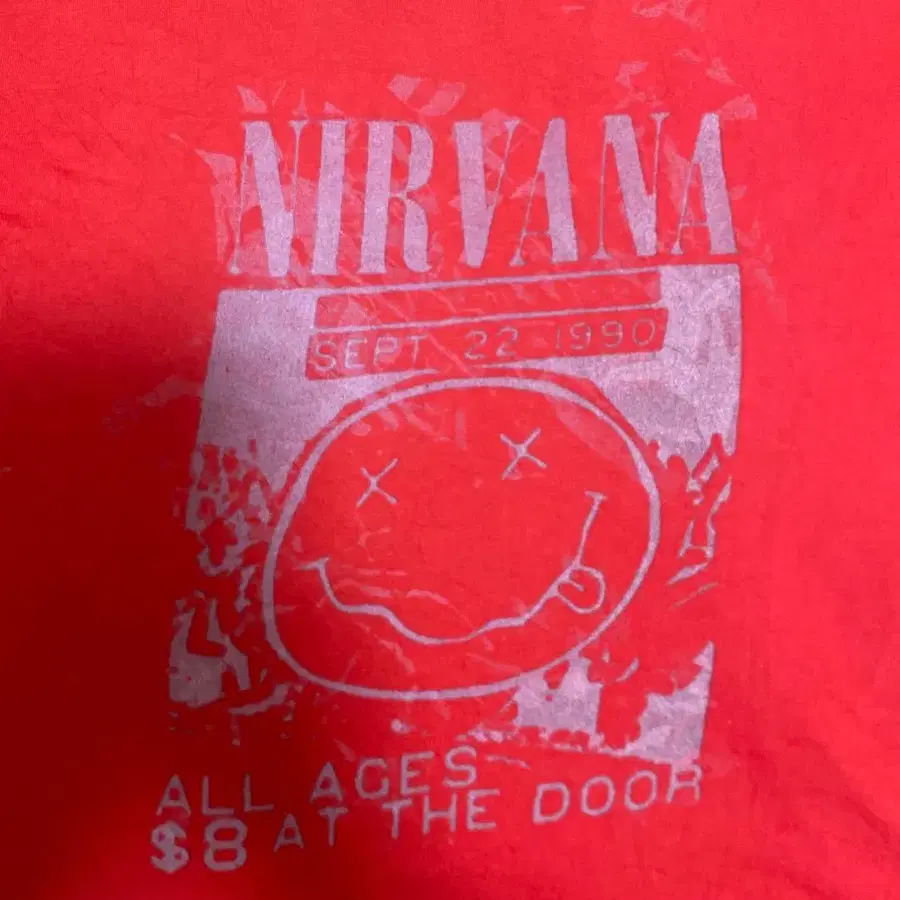 NIRVANA
SEPT 22 1990
ALL AGES
$8 AT THE DOOR